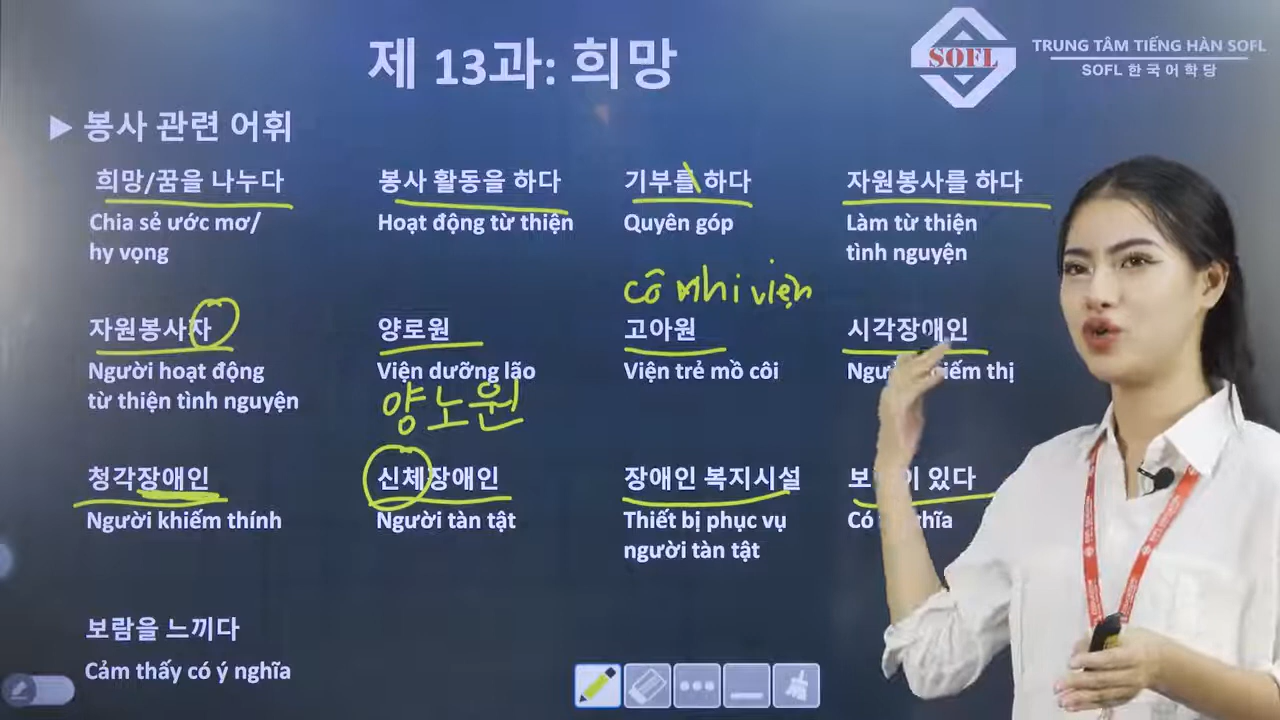 제 13과: 희망
SOFL
TRUNG TÂM TIẾNG HÀN SOFL
SOFL 한국어학당
▶ 봉사 관련 어휘
희망/꿈을 나누다
Chia sẻ ước mơ/
hy vọng
봉사 활동을 하다
Hoạt động từ thiện
기부를 하다
Quyên góp
자원봉사를 하다
Làm từ thiện
tình nguyện
자원봉사자
Người hoạt động
từ thiện tình nguyện
양로원
Viện dưỡng lão
양노원
cô nhi viện
고아원
Viện trẻ mồ côi
시각장애인
thị
청각장애인
Người khiếm thính
신체장애인
Người tàn tật
장애인 복지시설
Thiết bị phục vụ
người tàn tật
있다
Có
보람을 느끼다
Cảm thấy có ý nghĩa